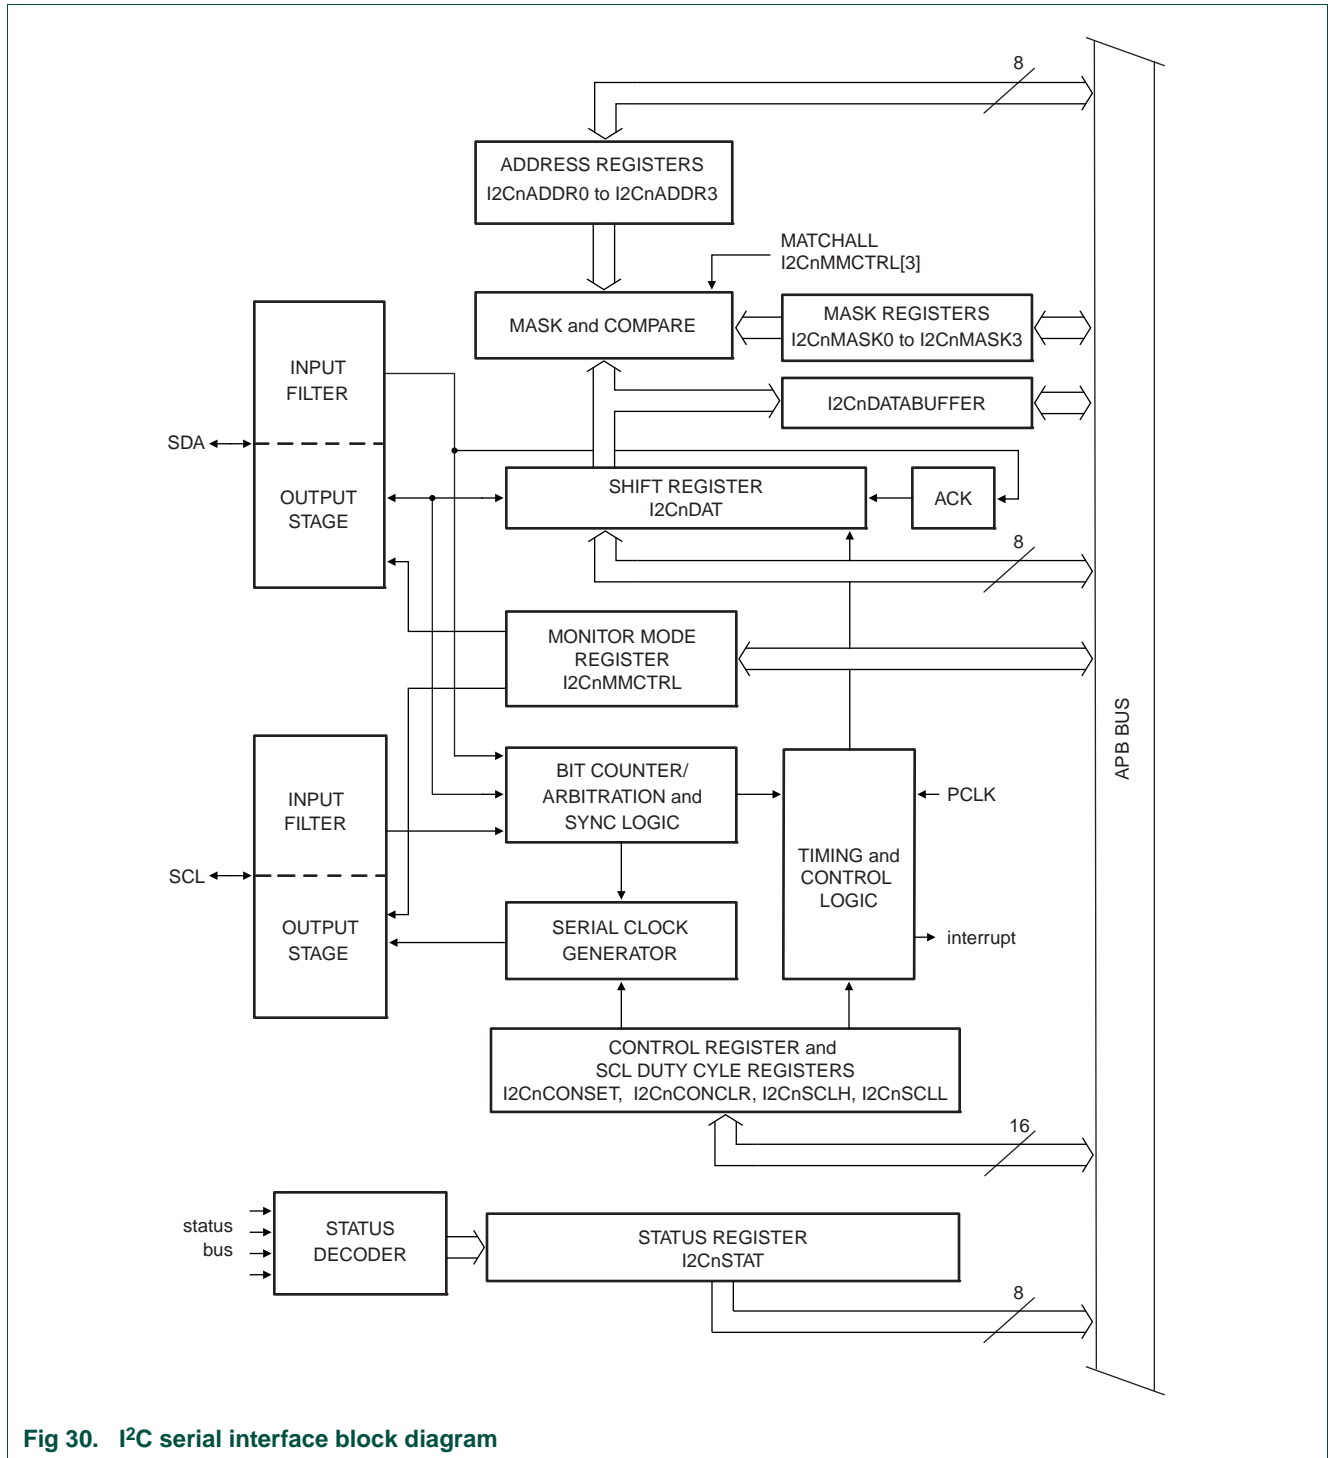 8
ADDRESS REGISTERS
I2CnADDR0 to I2CnADDR3
MATCHALL
I2CnMMCTRL[3]
MASK and COMPARE
MASK REGISTERS
I2CnMASK0 to I2CnMASK3
I2CnDATABUFFER
INPUT
FILTER
SDA
OUTPUT
STAGE
SHIFT REGISTER
I2CnDAT
ACK
8
MONITOR MODE
REGISTER
I2CnMMCTRL
APB BUS
INPUT
FILTER
SCL
OUTPUT
STAGE
BIT COUNTER/
ARBITRATION and
SYNC LOGIC
PCLK
TIMING and
CONTROL
LOGIC
SERIAL CLOCK
GENERATOR
interrupt
CONTROL REGISTER and
SCL DUTY CYLE REGISTERS
I2CnCONSET, I2CnCONCLR, I2CnSCLH, I2CnSCLL
16
status
bus
STATUS
DECODER
STATUS REGISTER
I2CnSTAT
8
Fig 30. I²C serial interface block diagram